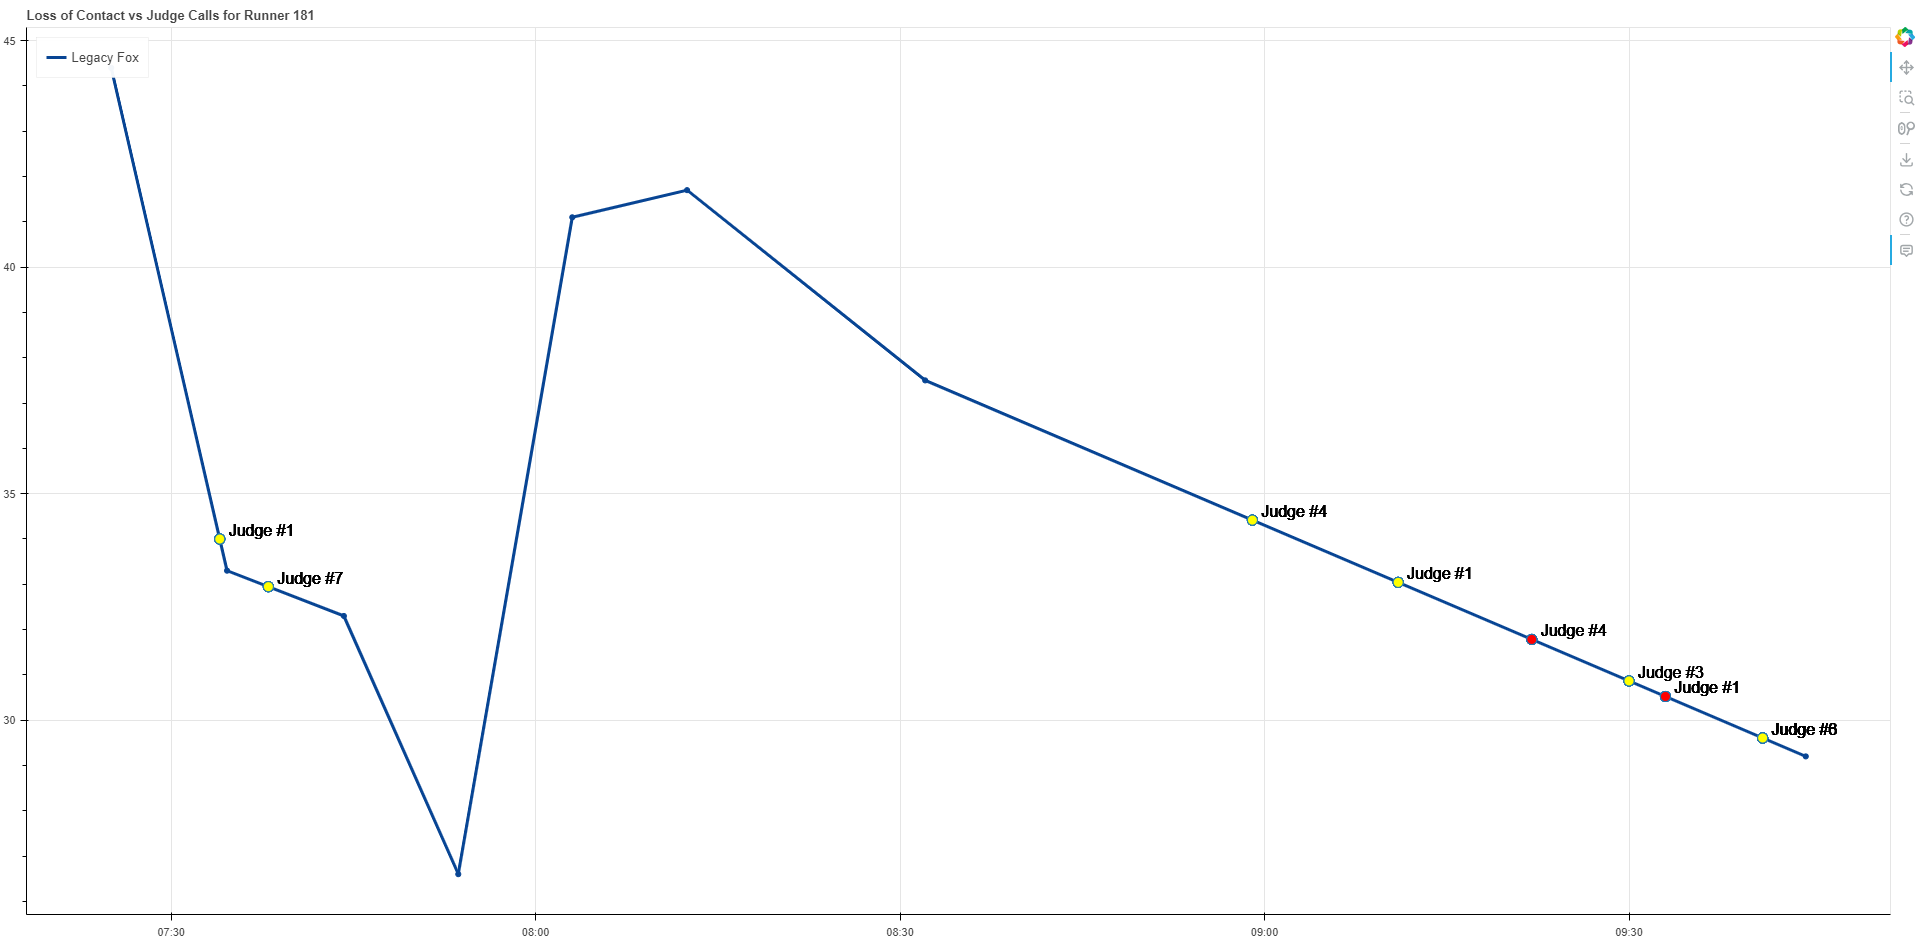 Loss of Contact vs Judge Calls for Runner 181
45
Legacy Fox
40
35
30
Judge #1
Judge #7
Judge #4
Judge #1
Judge #4
Judge #3
Judge #1
Judge
07:30
08:00
08:30
09:00
09:30